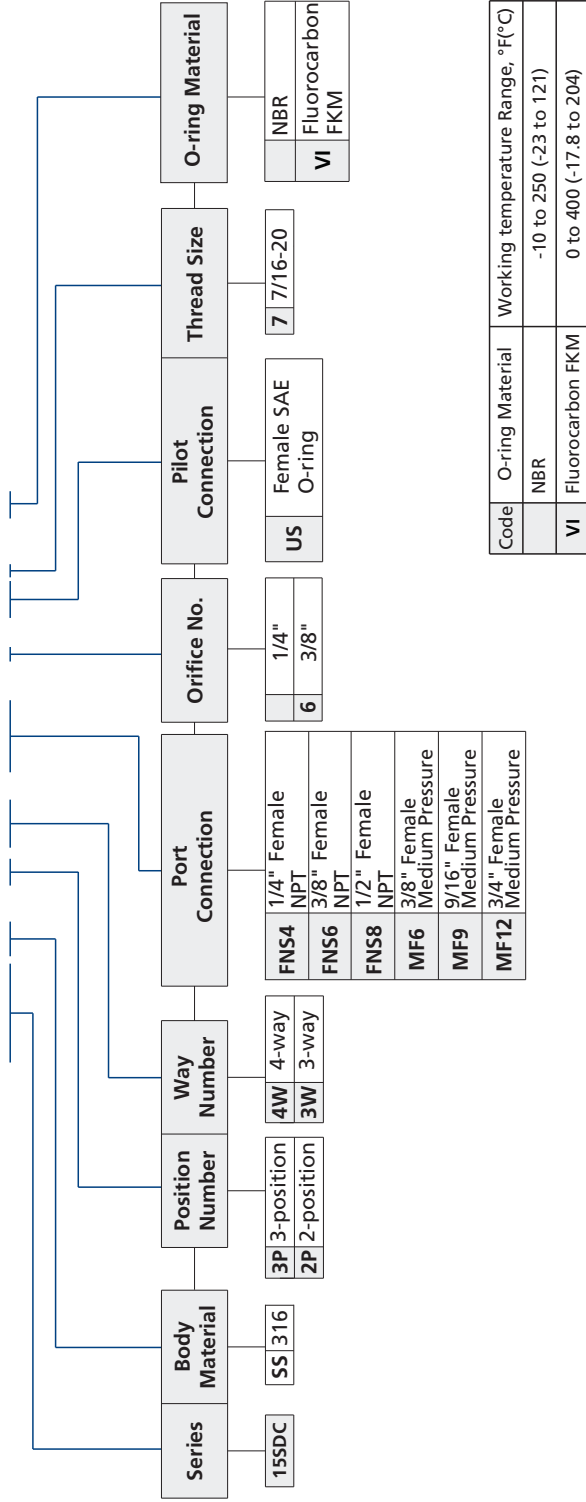 Series
Body
Material
Position
Number
Way
Number
Port
Connection
Orifice No.
Pilot
Connection
Thread Size
O-ring Material
15SDC
SS 316
3P 3-position
2P 2-position
4W 4-way
3W 3-way
FNS4 1/4" Female
NPT
FNS6 3/8" Female
NPT
FNS8 1/2" Female
NPT
MF6 3/8" Female
Medium Pressure
MF9 9/16" Female
Medium Pressure
MF12 3/4" Female
Medium Pressure
1/4"
6 3/8"
US Female SAE
O-ring
7 7/16-20
NBR
VI Fluorocarbon
FKM
Code O-ring Material Working temperature Range, °F(°C)
NBR -10 to 250 (-23 to 121)
VI Fluorocarbon FKM 0 to 400 (-17.8 to 204)